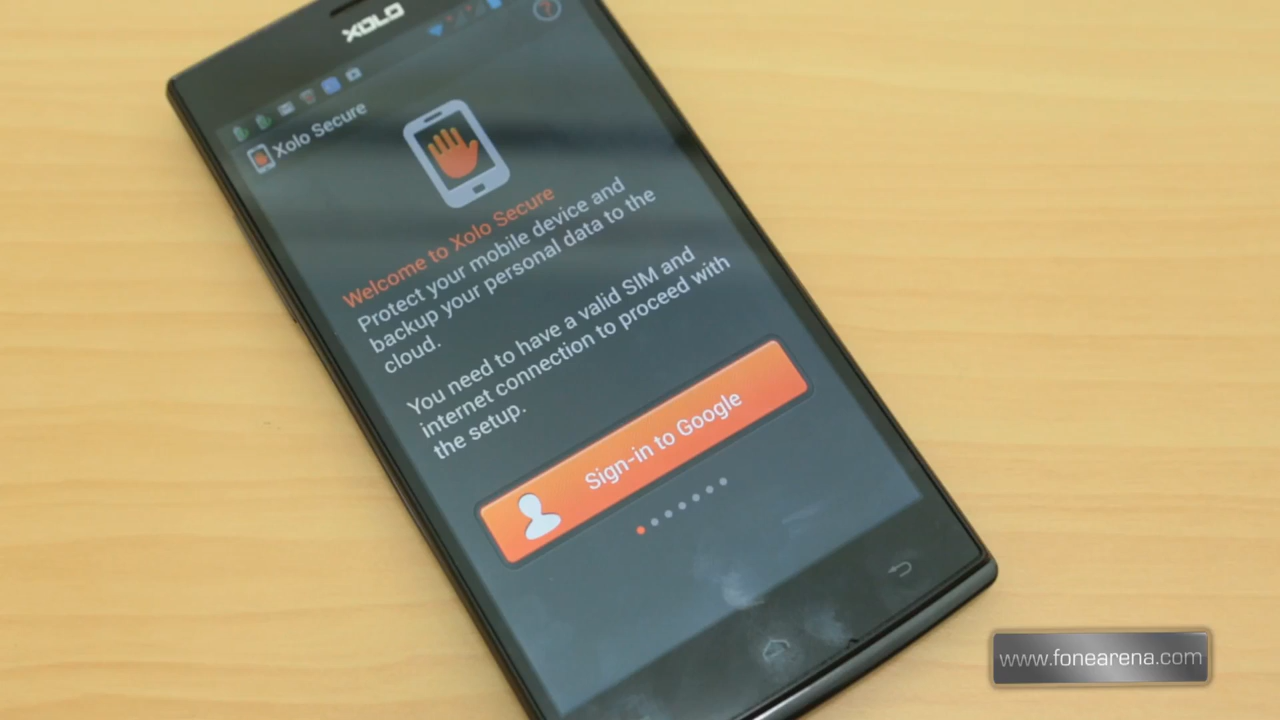 XOLO
Xolo Secure
Welcome to Xolo Secure
Protect your mobile device and
backup your personal data to the
cloud.
You need to have a valid SIM and
internet connection to proceed with
the setup.
Sign-in to Google
www.fonearena.com